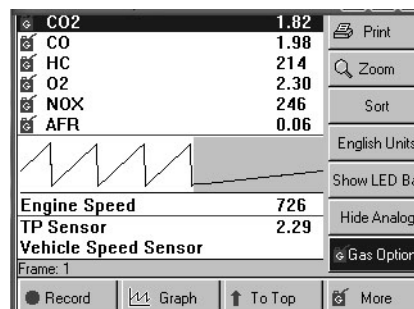 CO2 1.82
CO 1.98
HC 214
O2 2.30
NOX 246
AFR 0.06
Engine Speed 726
TP Sensor 2.29
Vehicle Speed Sensor
Frame: 1
Print
Zoom
Sort
English Units
Show LED Ba
Hide Analog
G Gas Option
Record
Graph
To Top
More